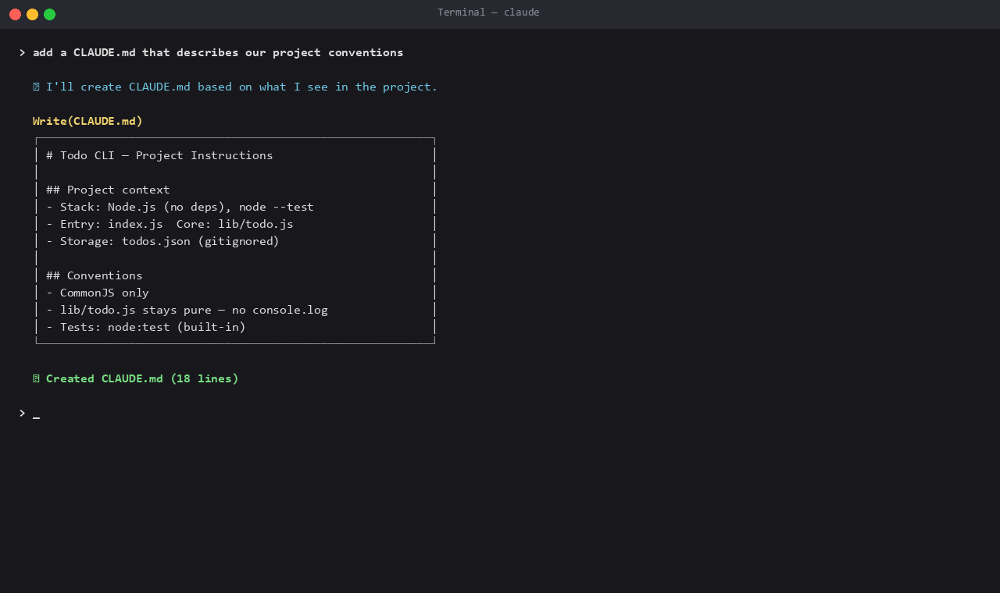 Terminal — claude
> add a CLAUDE.md that describes our project conventions
I'll create CLAUDE.md based on what I see in the project.
Write(CLAUDE.md)
# Todo CLI — Project Instructions
## Project context
- Stack: Node.js (no deps), node --test
- Entry: index.js  Core: lib/todo.js
- Storage: todos.json (gitignored)
## Conventions
- CommonJS only
- lib/todo.js stays pure — no console.log
- Tests: node:test (built-in)
Created CLAUDE.md (18 lines)
> _